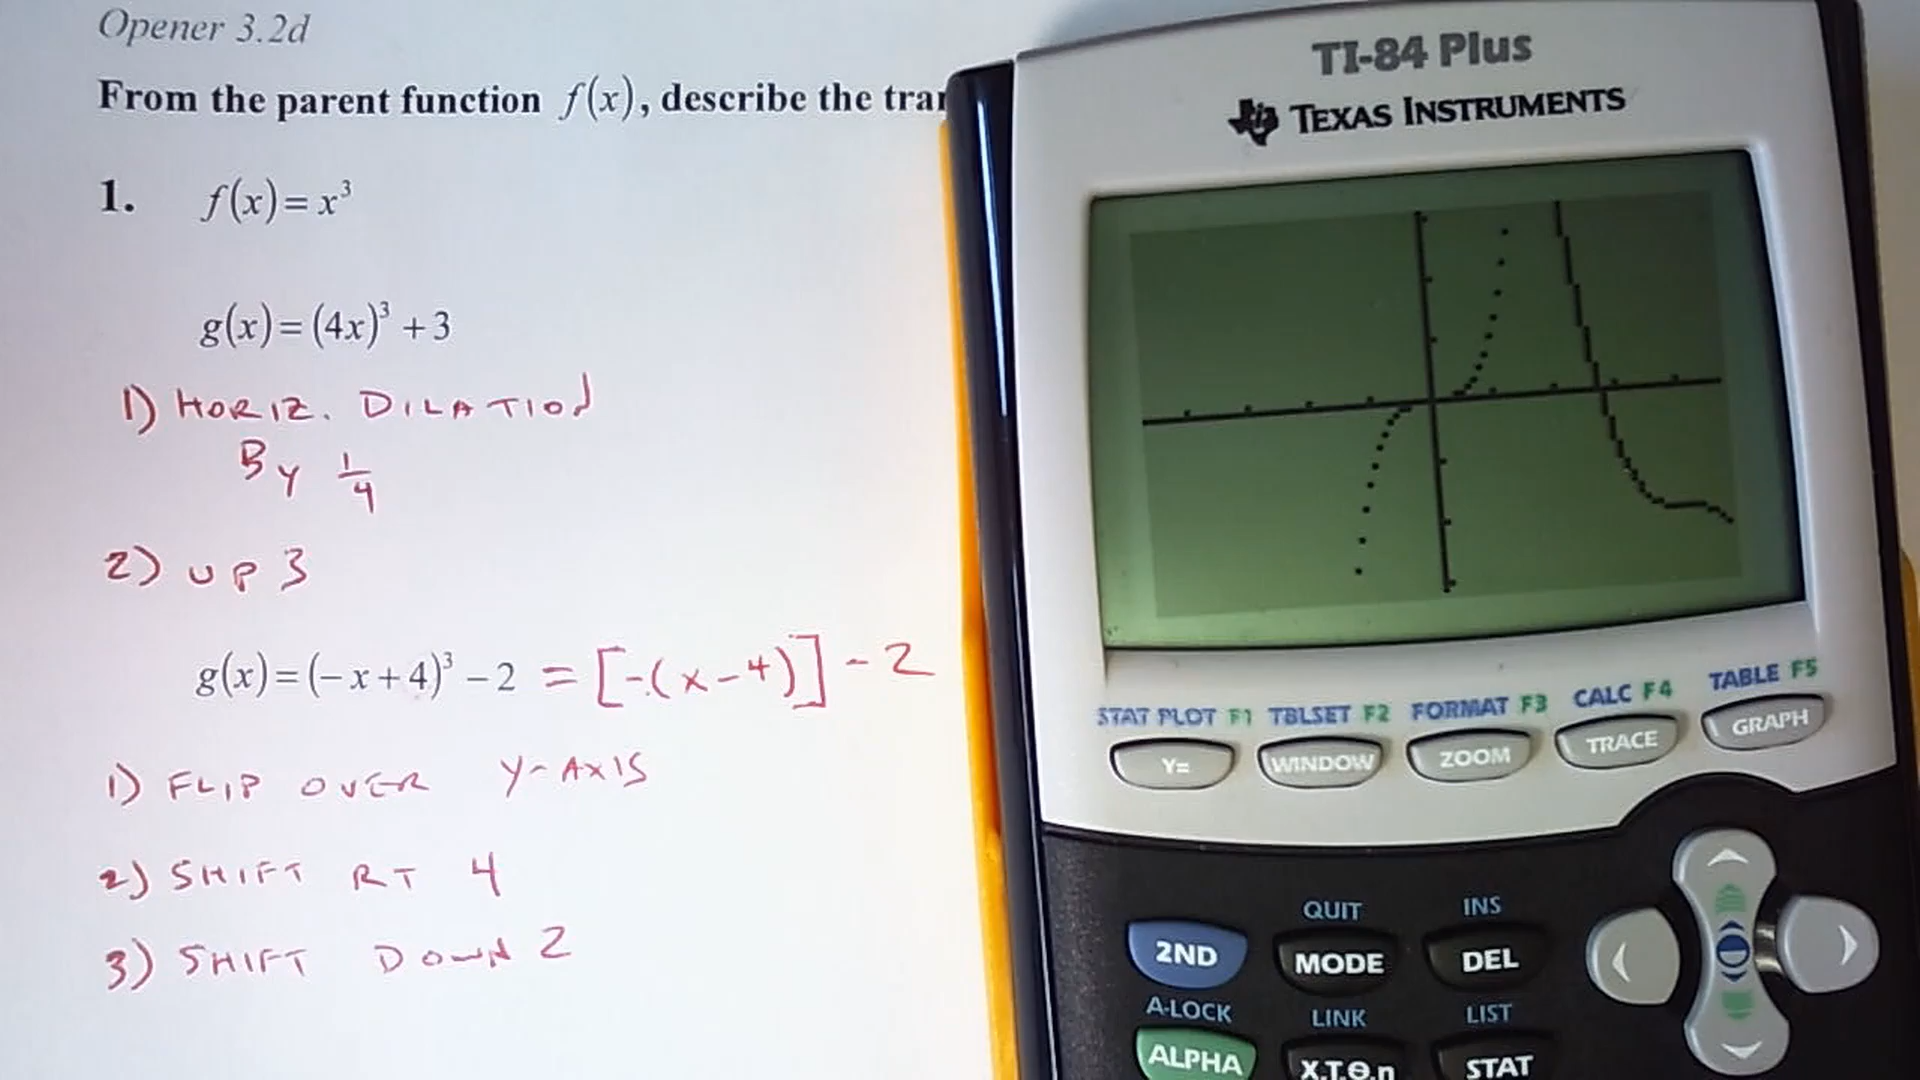 Opener 3.2d
From the parent function f(x), describe the tran
1. f(x) = x³
g(x) = (4x)³ + 3
1) HORIZ. DILATION
BY 1/4
2) UP 3
g(x) = (−x + 4)³ − 2 = [-(x-4)] - 2
1) FLIP OVER Y-AXIS
2) SHIFT RT 4
3) SHIFT DOWN 2
TI-84 Plus
TEXAS INSTRUMENTS
STAT PLOT F1 TBLSET F2 FORMAT F3 CALC F4 TABLE F5
Y= WINDOW ZOOM TRACE GRAPH
QUIT INS
2ND MODE DEL
A-LOCK LINK LIST
ALPHA X,T,Θ,n STAT